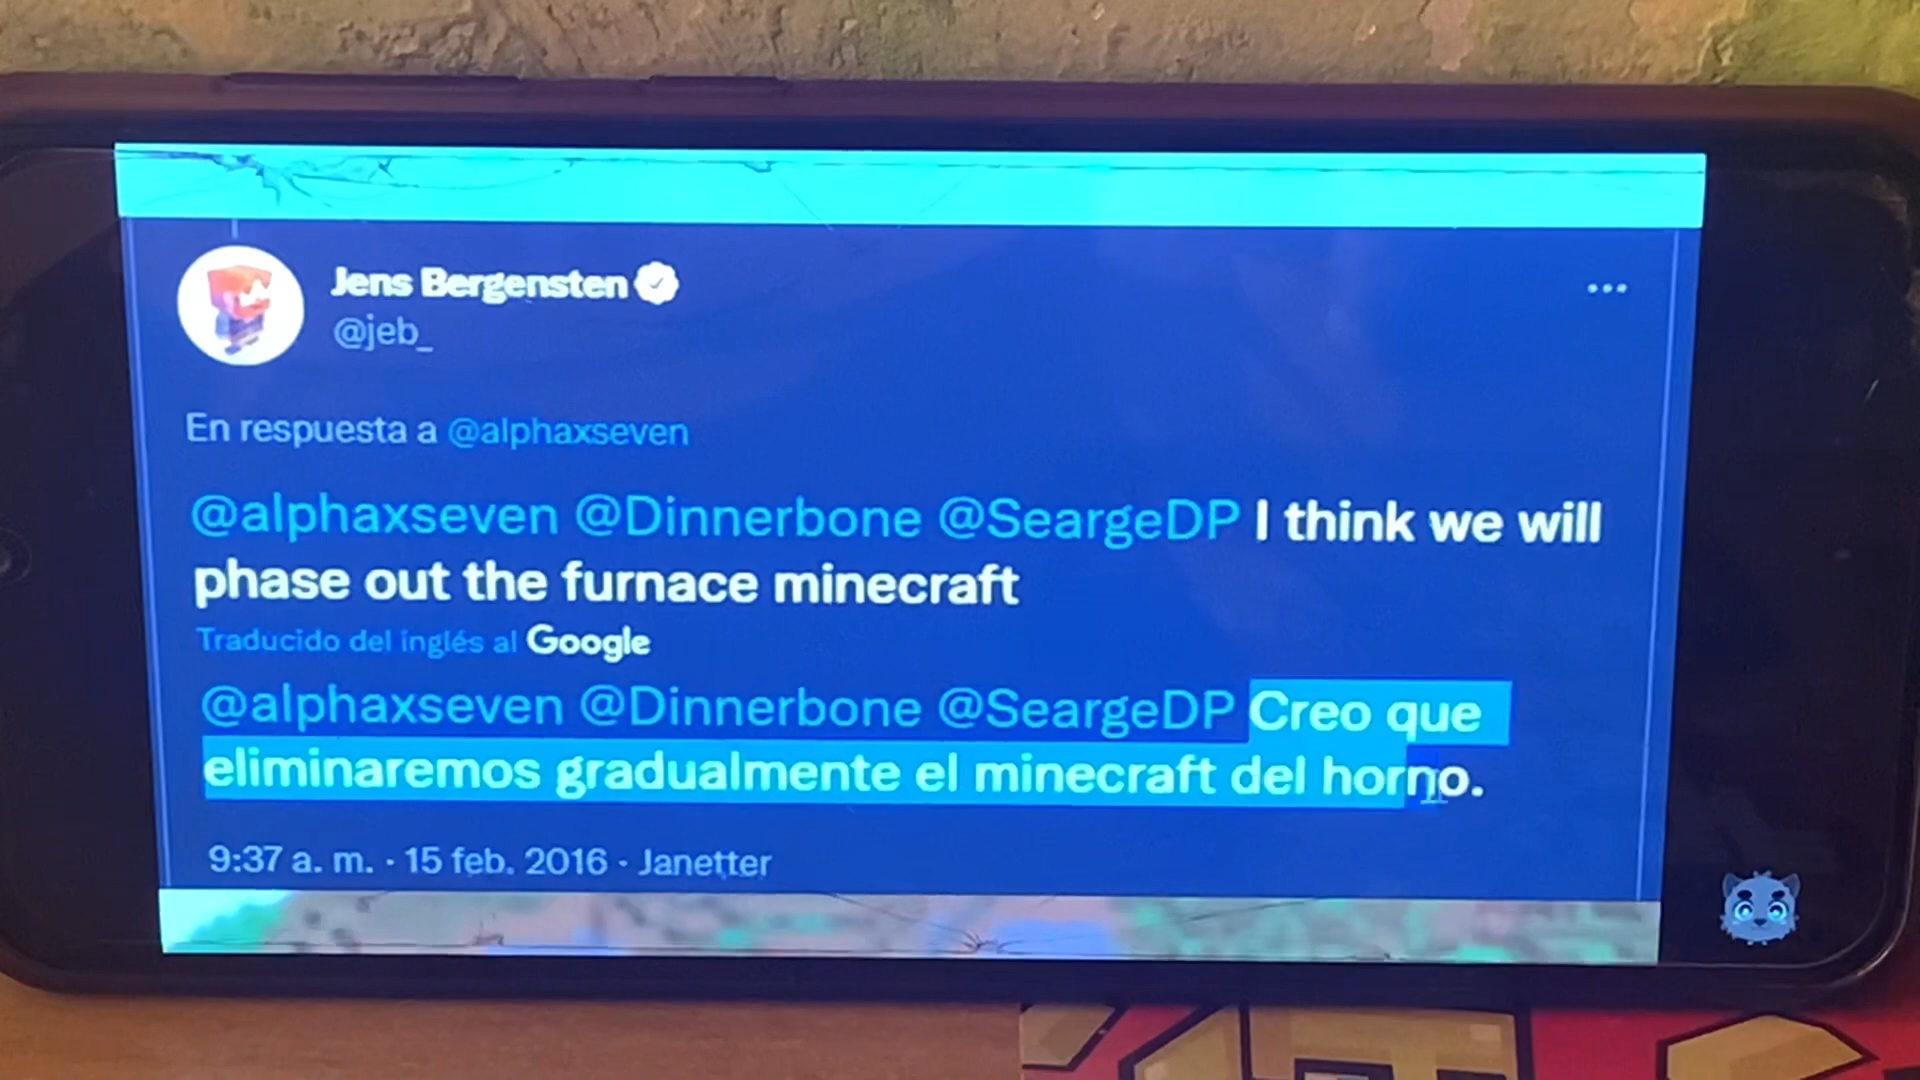 Jens Bergensten
@jeb_
En respuesta a @alphaxseven
@alphaxseven @Dinnerbone @SeargeDP I think we will
phase out the furnace minecraft
Traducido del inglés al Google
@alphaxseven @Dinnerbone @SeargeDP Creo que
eliminaremos gradualmente el minecraft del horno.
9:37 a. m. · 15 feb. 2016 · Janetter